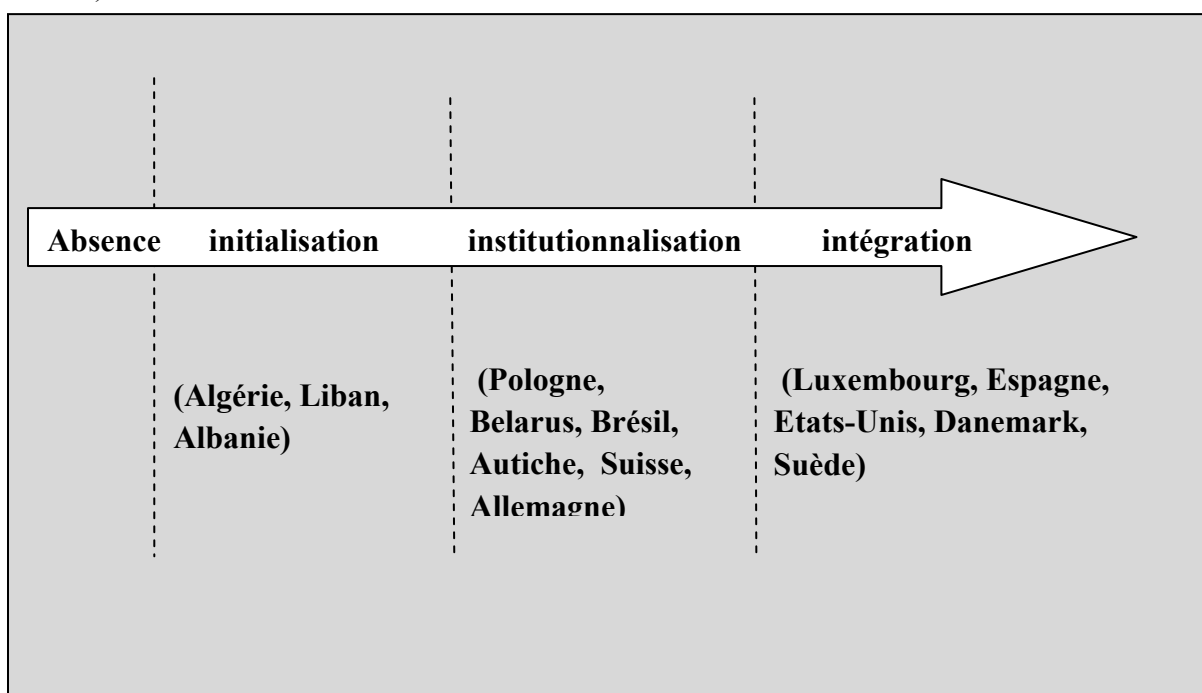 Absence initialisation institutionnalisation intégration
(Algérie, Liban,
Albanie)
(Pologne,
Belarus, Brésil,
Autiche, Suisse,
Allemagne)
(Luxembourg, Espagne,
Etats-Unis, Danemark,
Suède)